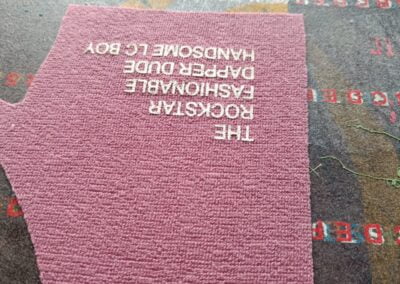 THE
ROCKSTAR
FASHIONABLE
DAPPER DUDE
HANDSOME LC BOY